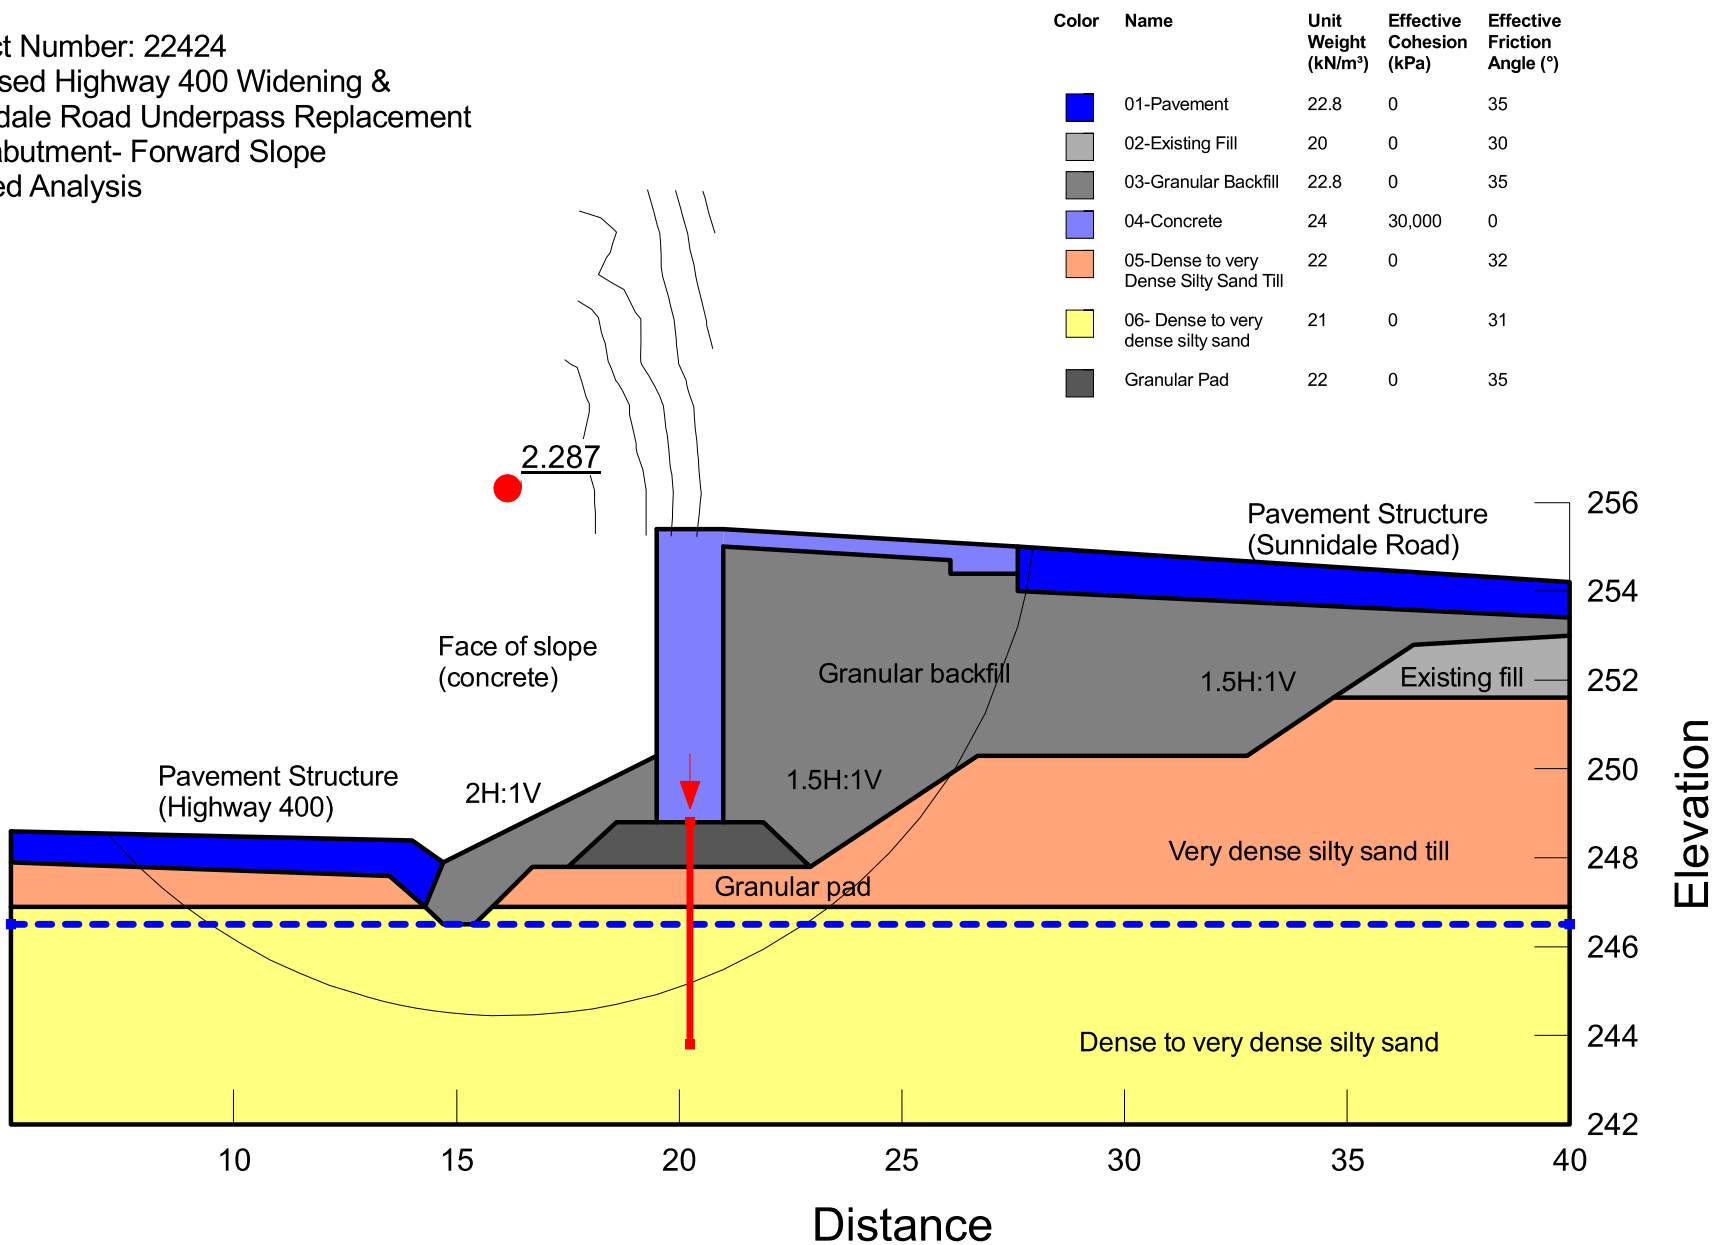 ct Number: 22424
sed Highway 400 Widening &
dale Road Underpass Replacement
abutment- Forward Slope
ed Analysis
Color Name Unit Weight (kN/m³) Effective Cohesion (kPa) Effective Friction Angle (°)
01-Pavement 22.8 0 35
02-Existing Fill 20 0 30
03-Granular Backfill 22.8 0 35
04-Concrete 24 30,000 0
05-Dense to very 22 0 32
Dense Silty Sand Till
06- Dense to very 21 0 31
dense silty sand
Granular Pad 22 0 35
2.287
Pavement Structure
(Sunnidale Road)
Face of slope
(concrete)
Granular backfill
1.5H:1V
Existing fill
Pavement Structure
(Highway 400)
2H:1V
1.5H:1V
Very dense silty sand till
Granular pad
Dense to very dense silty sand
256
254
252
250
248
246
244
242
Elevation
10 15 20 25 30 35 40
Distance